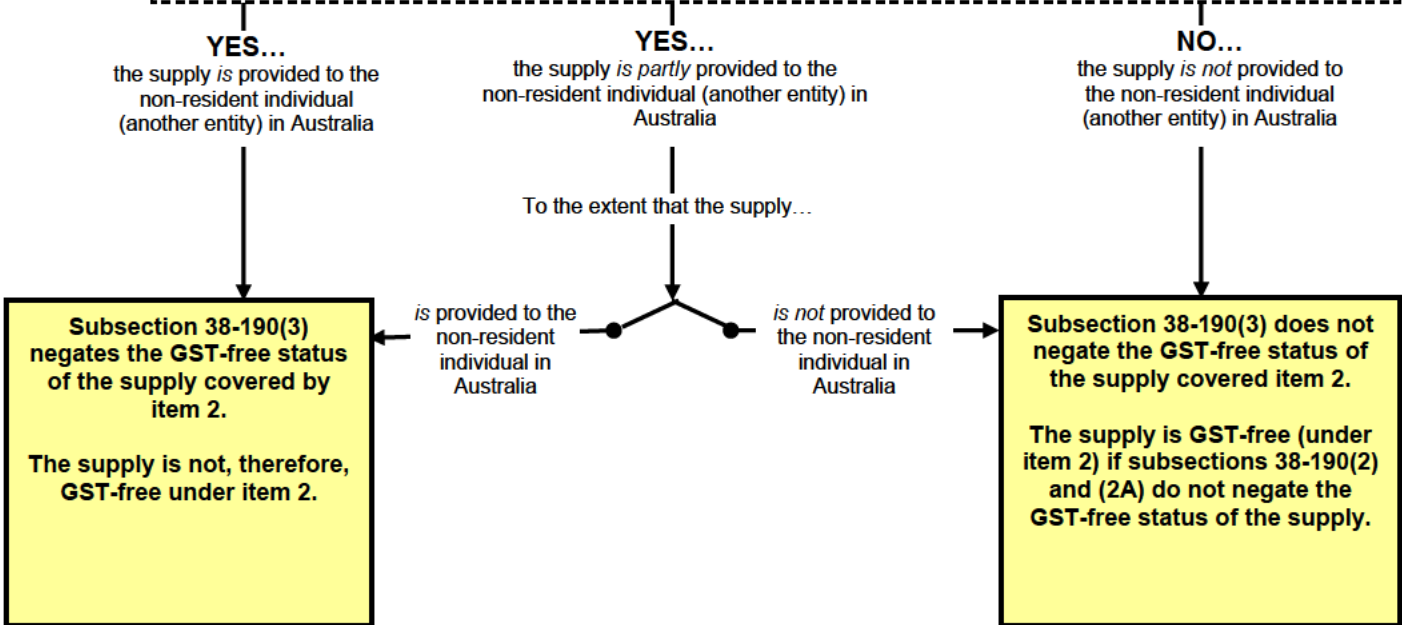 YES…
the supply is provided to the
non-resident individual
(another entity) in Australia
YES…
the supply is partly provided to the
non-resident individual (another entity) in
Australia
NO…
the supply is not provided to
the non-resident individual
(another entity) in Australia
To the extent that the supply…
is provided to the
non-resident
individual in
Australia
is not provided to
the non-resident
individual in
Australia
Subsection 38-190(3)
negates the GST-free status
of the supply covered by
item 2.
The supply is not, therefore,
GST-free under item 2.
Subsection 38-190(3) does not
negate the GST-free status of
the supply covered item 2.
The supply is GST-free (under
item 2) if subsections 38-190(2)
and (2A) do not negate the
GST-free status of the supply.